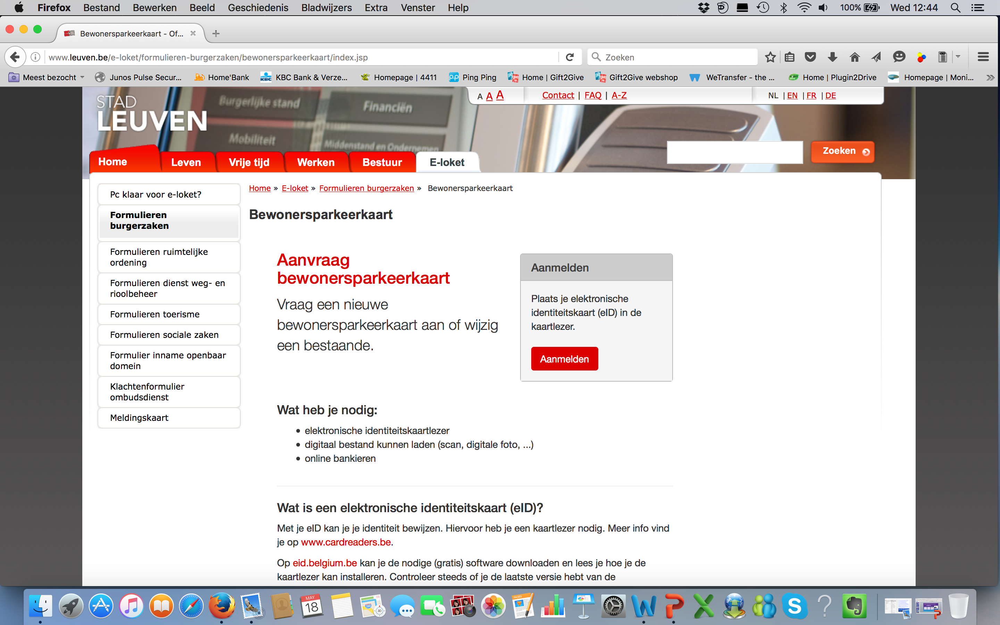 Firefox Bestand Bewerken Beeld Geschiedenis Bladwijzers Extra Venster Help 100% Wed 12:44
Bewonersparkeerkaart - Of...
www.leuven.be/e-loket/formulieren-burgerzaken/bewonersparkeerkaart/index.jsp Zoeken
Meest bezocht Junos Pulse Secur... Home'Bank KBC Bank & Verze... Homepage | 4411 Ping Ping Home | Gift2Give Gift2Give webshop WeTransfer - the ... Home | Plugin2Drive Homepage | Moni...
A A A Contact | FAQ | A-Z NL | EN | FR | DE
STAD
LEUVEN
Burgerlijke stand Financiën
Mobiliteit Middenstand en Ondernemen
Zoeken
Home Leven Vrije tijd Werken Bestuur E-loket
Pc klaar voor e-loket?
Formulieren
burgerzaken
Formulieren ruimtelijke
ordening
Formulieren dienst weg- en
rioolbeheer
Formulieren toerisme
Formulieren sociale zaken
Formulier inname openbaar
domein
Klachtenformulier
ombudsdienst
Meldingskaart
Home » E-loket » Formulieren burgerzaken » Bewonersparkeerkaart
Bewonersparkeerkaart
Aanvraag
bewonersparkeerkaart
Vraag een nieuwe
bewonersparkeerkaart aan of wijzig
een bestaande.
Aanmelden
Plaats je elektronische
identiteitskaart (eID) in de
kaartlezer.
Aanmelden
Wat heb je nodig:
• elektronische identiteitskaartlezer
• digitaal bestand kunnen laden (scan, digitale foto, ...)
• online bankieren
Wat is een elektronische identiteitskaart (eID)?
Met je eID kan je je identiteit bewijzen. Hiervoor heb je een kaartlezer nodig. Meer info vind
je op www.cardreaders.be.
Op eid.belgium.be kan je de nodige (gratis) software downloaden en lees je hoe je de
kaartlezer kan installeren. Controleer steeds of je de laatste versie hebt van de
MAY
18
3D
PAGES